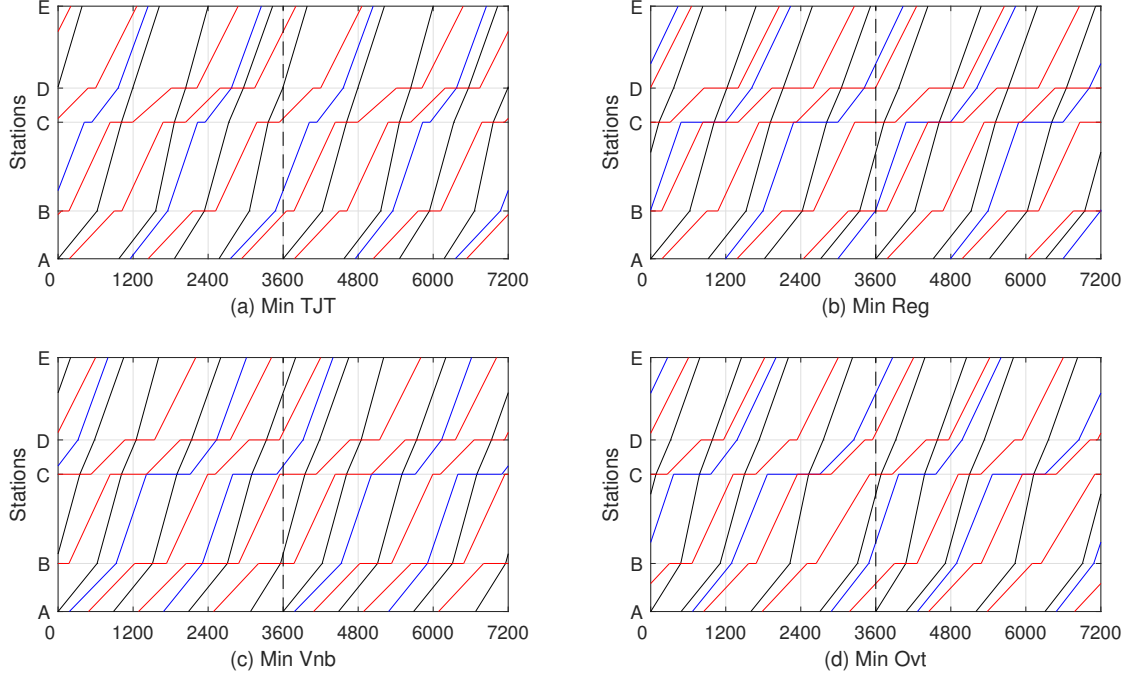 E E
D D
C C
B B
A A
Stations Stations
0 1200 2400 3600 4800 6000 7200 0 1200 2400 3600 4800 6000 7200
(a) Min TJT (b) Min Reg
E E
D D
C C
B B
A A
Stations Stations
0 1200 2400 3600 4800 6000 7200 0 1200 2400 3600 4800 6000 7200
(c) Min Vnb (d) Min Ovt